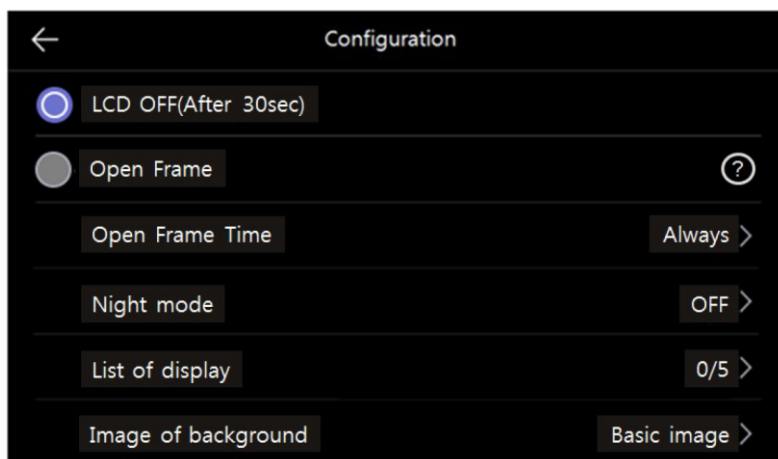 Configuration
LCD OFF(After 30sec)
Open Frame
?
Open Frame Time Always
Night mode OFF
List of display 0/5
Image of background Basic image